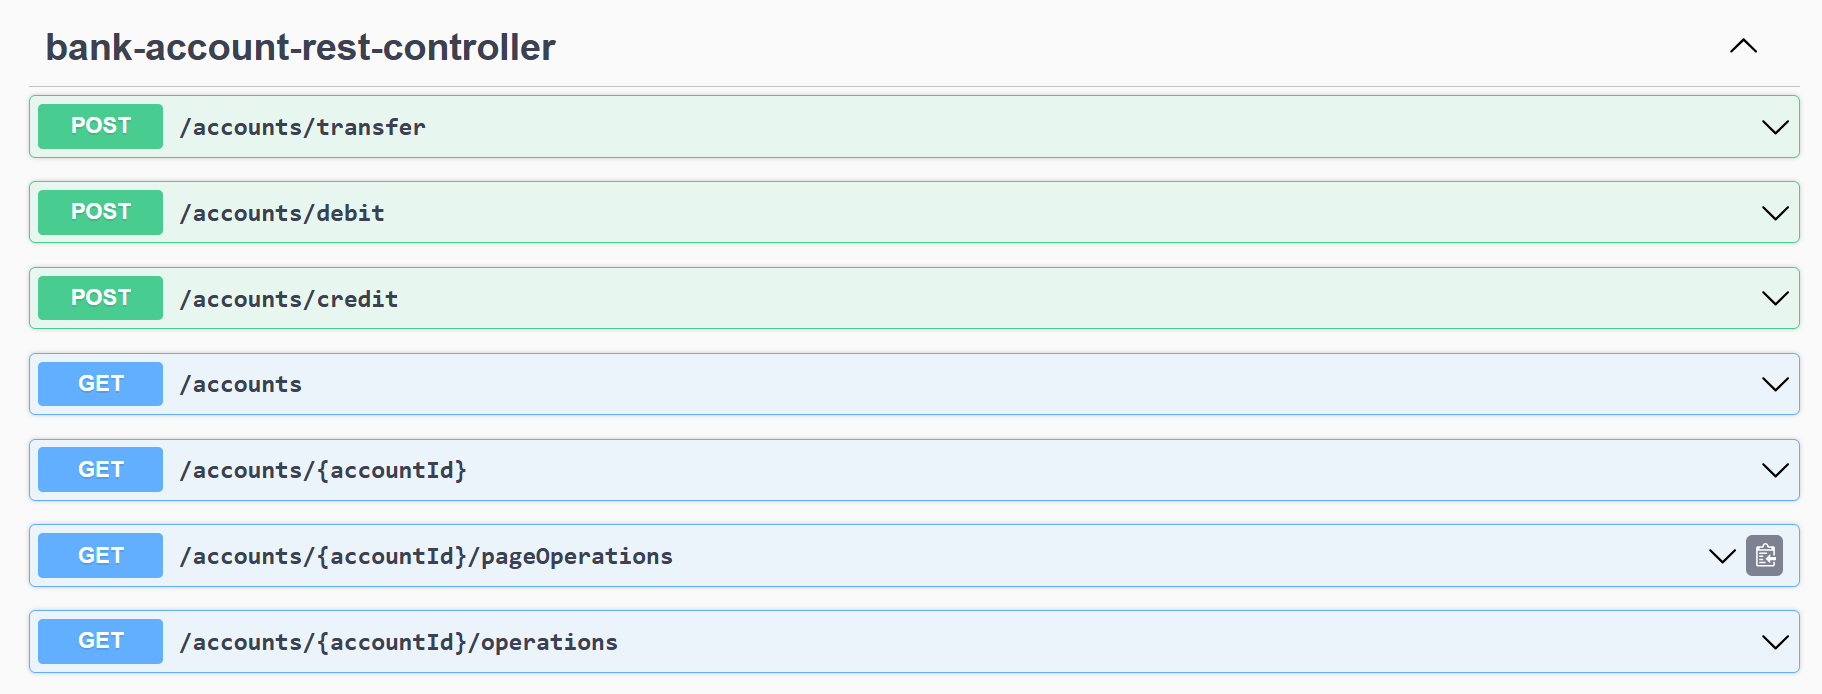 bank-account-rest-controller
POST /accounts/transfer
POST /accounts/debit
POST /accounts/credit
GET /accounts
GET /accounts/{accountId}
GET /accounts/{accountId}/pageOperations
GET /accounts/{accountId}/operations